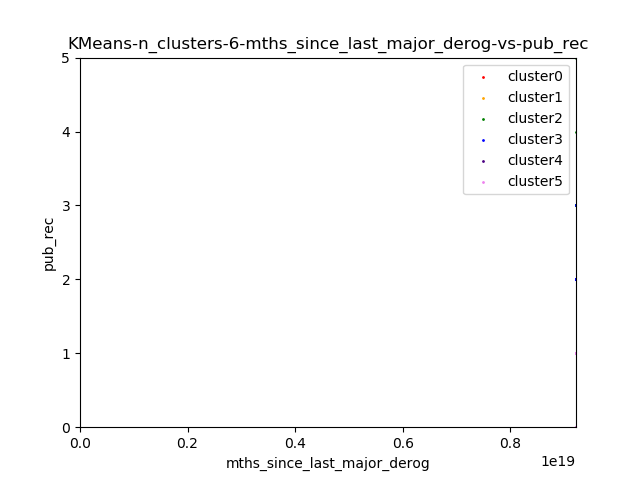 KMeans-n_clusters-6-mths_since_last_major_derog-vs-pub_rec
5
4
3
2
1
0
pub_rec
cluster0
cluster1
cluster2
cluster3
cluster4
cluster5
0.0 0.2 0.4 0.6 0.8
1e19
mths_since_last_major_derog